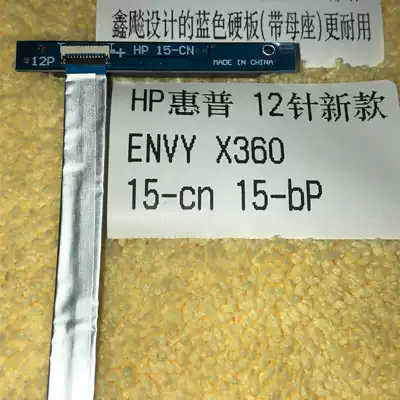 鑫飚设计的蓝色硬板(带母座)更耐用
12P + HP 15-CN
MADE IN CHINA
HP惠普 12针新款
ENVY X360
15-cn 15-bP